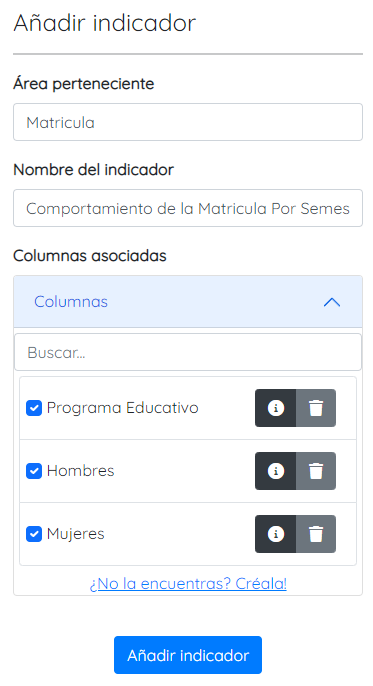 Añadir indicador
Área perteneciente
Matricula
Nombre del indicador
Comportamiento de la Matricula Por Semes
Columnas asociadas
Columnas
Buscar...
Programa Educativo
Hombres
Mujeres
¿No la encuentras? Créala!
Añadir indicador